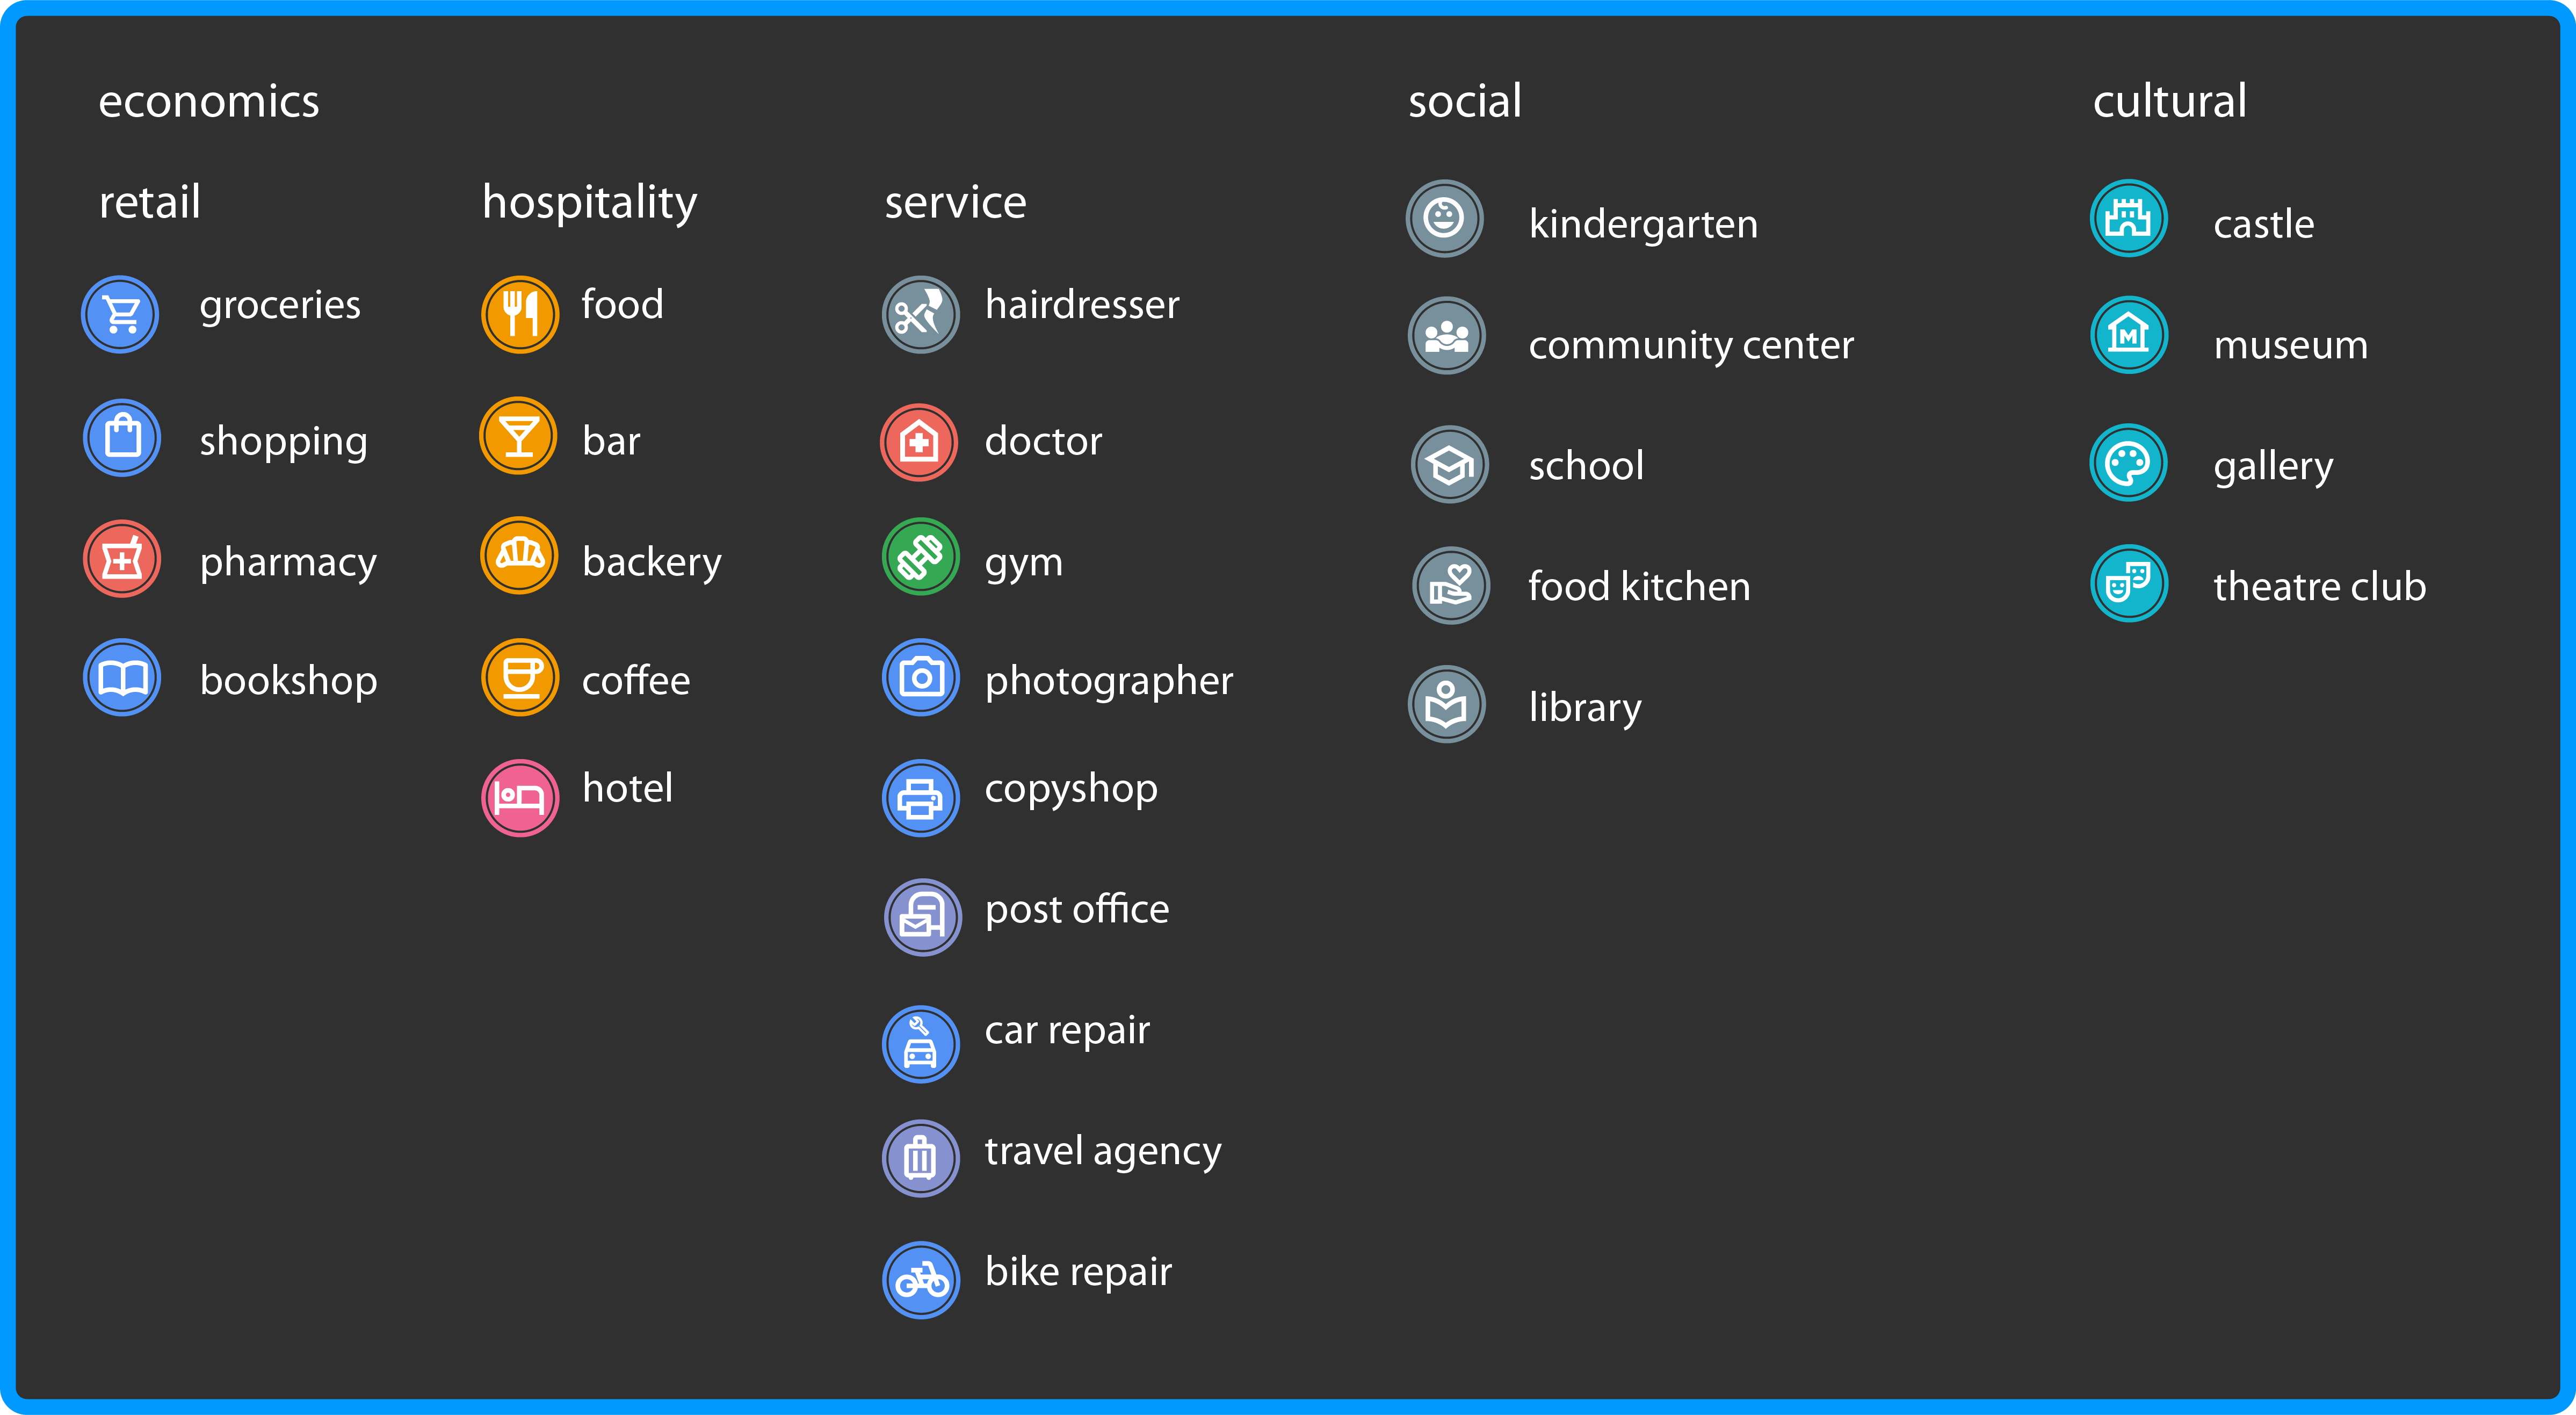 economics
retail
groceries
shopping
pharmacy
bookshop
hospitality
food
bar
backery
coffee
hotel
service
hairdresser
doctor
gym
photographer
copyshop
post office
car repair
travel agency
bike repair
social
kindergarten
community center
school
food kitchen
library
cultural
castle
M
museum
gallery
theatre club